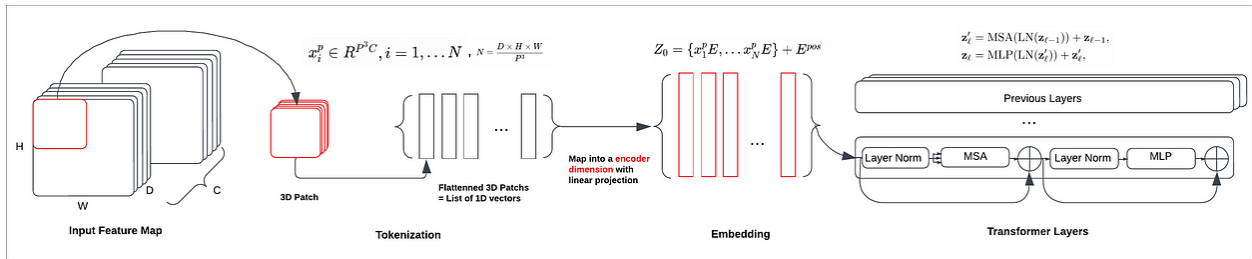 x_i^p ∈ R^{P^3C}, i = 1, … N , N = \frac{D × H × W}{P^3}
Z_0 = {x_1^p E, … x_N^p E} + E^{pos}
z'_ℓ = MSA(LN(z_{ℓ−1})) + z_{ℓ−1},
z_ℓ = MLP(LN(z'_ℓ)) + z'_ℓ,
H
D
C
W
Input Feature Map
3D Patch
...
Flattenned 3D Patchs
= List of 1D vectors
Tokenization
Map into a encoder
dimension with
linear projection
...
Embedding
Previous Layers
...
Layer Norm
MSA
Layer Norm
MLP
Transformer Layers